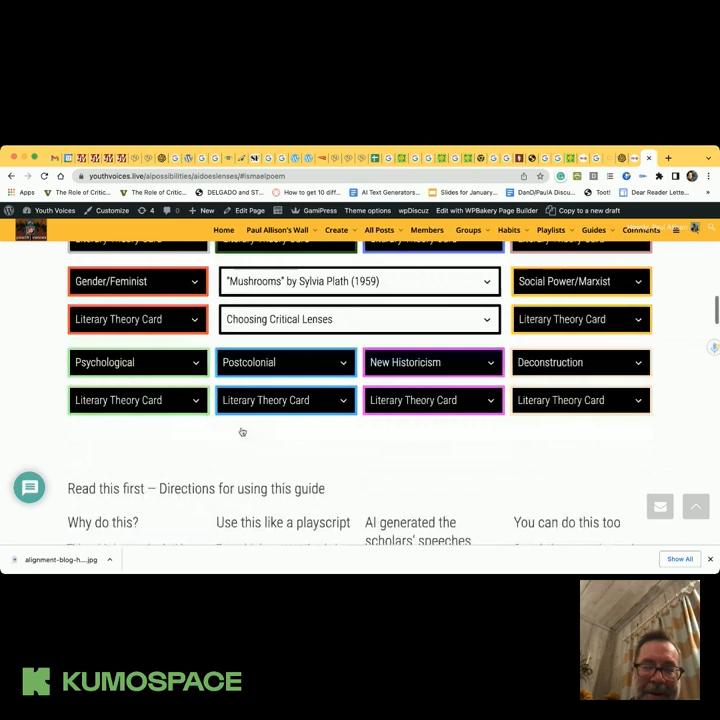 youthvoices.live/aipossibilities/aidoeslenses/#ismaelpoem
Apps
The Role of Critic...
The Role of Critic...
DELGADO and ST...
How to get 10 diff...
AI Text Generators...
Slides for January...
DanD/PaulA Discu...
Toot!
Dear Reader Letter...
Youth Voices
Customize
4
0
New
Edit Page
GamiPress
Theme options
wpDiscuz
Edit with WPBakery Page Builder
Copy to a new draft
Home
Paul Allison's Wall
Create
All Posts
Members
Groups
Habits
Playlists
Guides
Gender/Feminist
"Mushrooms" by Sylvia Plath (1959)
Social Power/Marxist
Literary Theory Card
Choosing Critical Lenses
Literary Theory Card
Psychological
Postcolonial
New Historicism
Deconstruction
Literary Theory Card
Literary Theory Card
Literary Theory Card
Literary Theory Card
Read this first – Directions for using this guide
Why do this?
Use this like a playscript
AI generated the
scholars' speeches
You can do this too
alignment-blog-h....jpg
Show All
KUMOSPACE